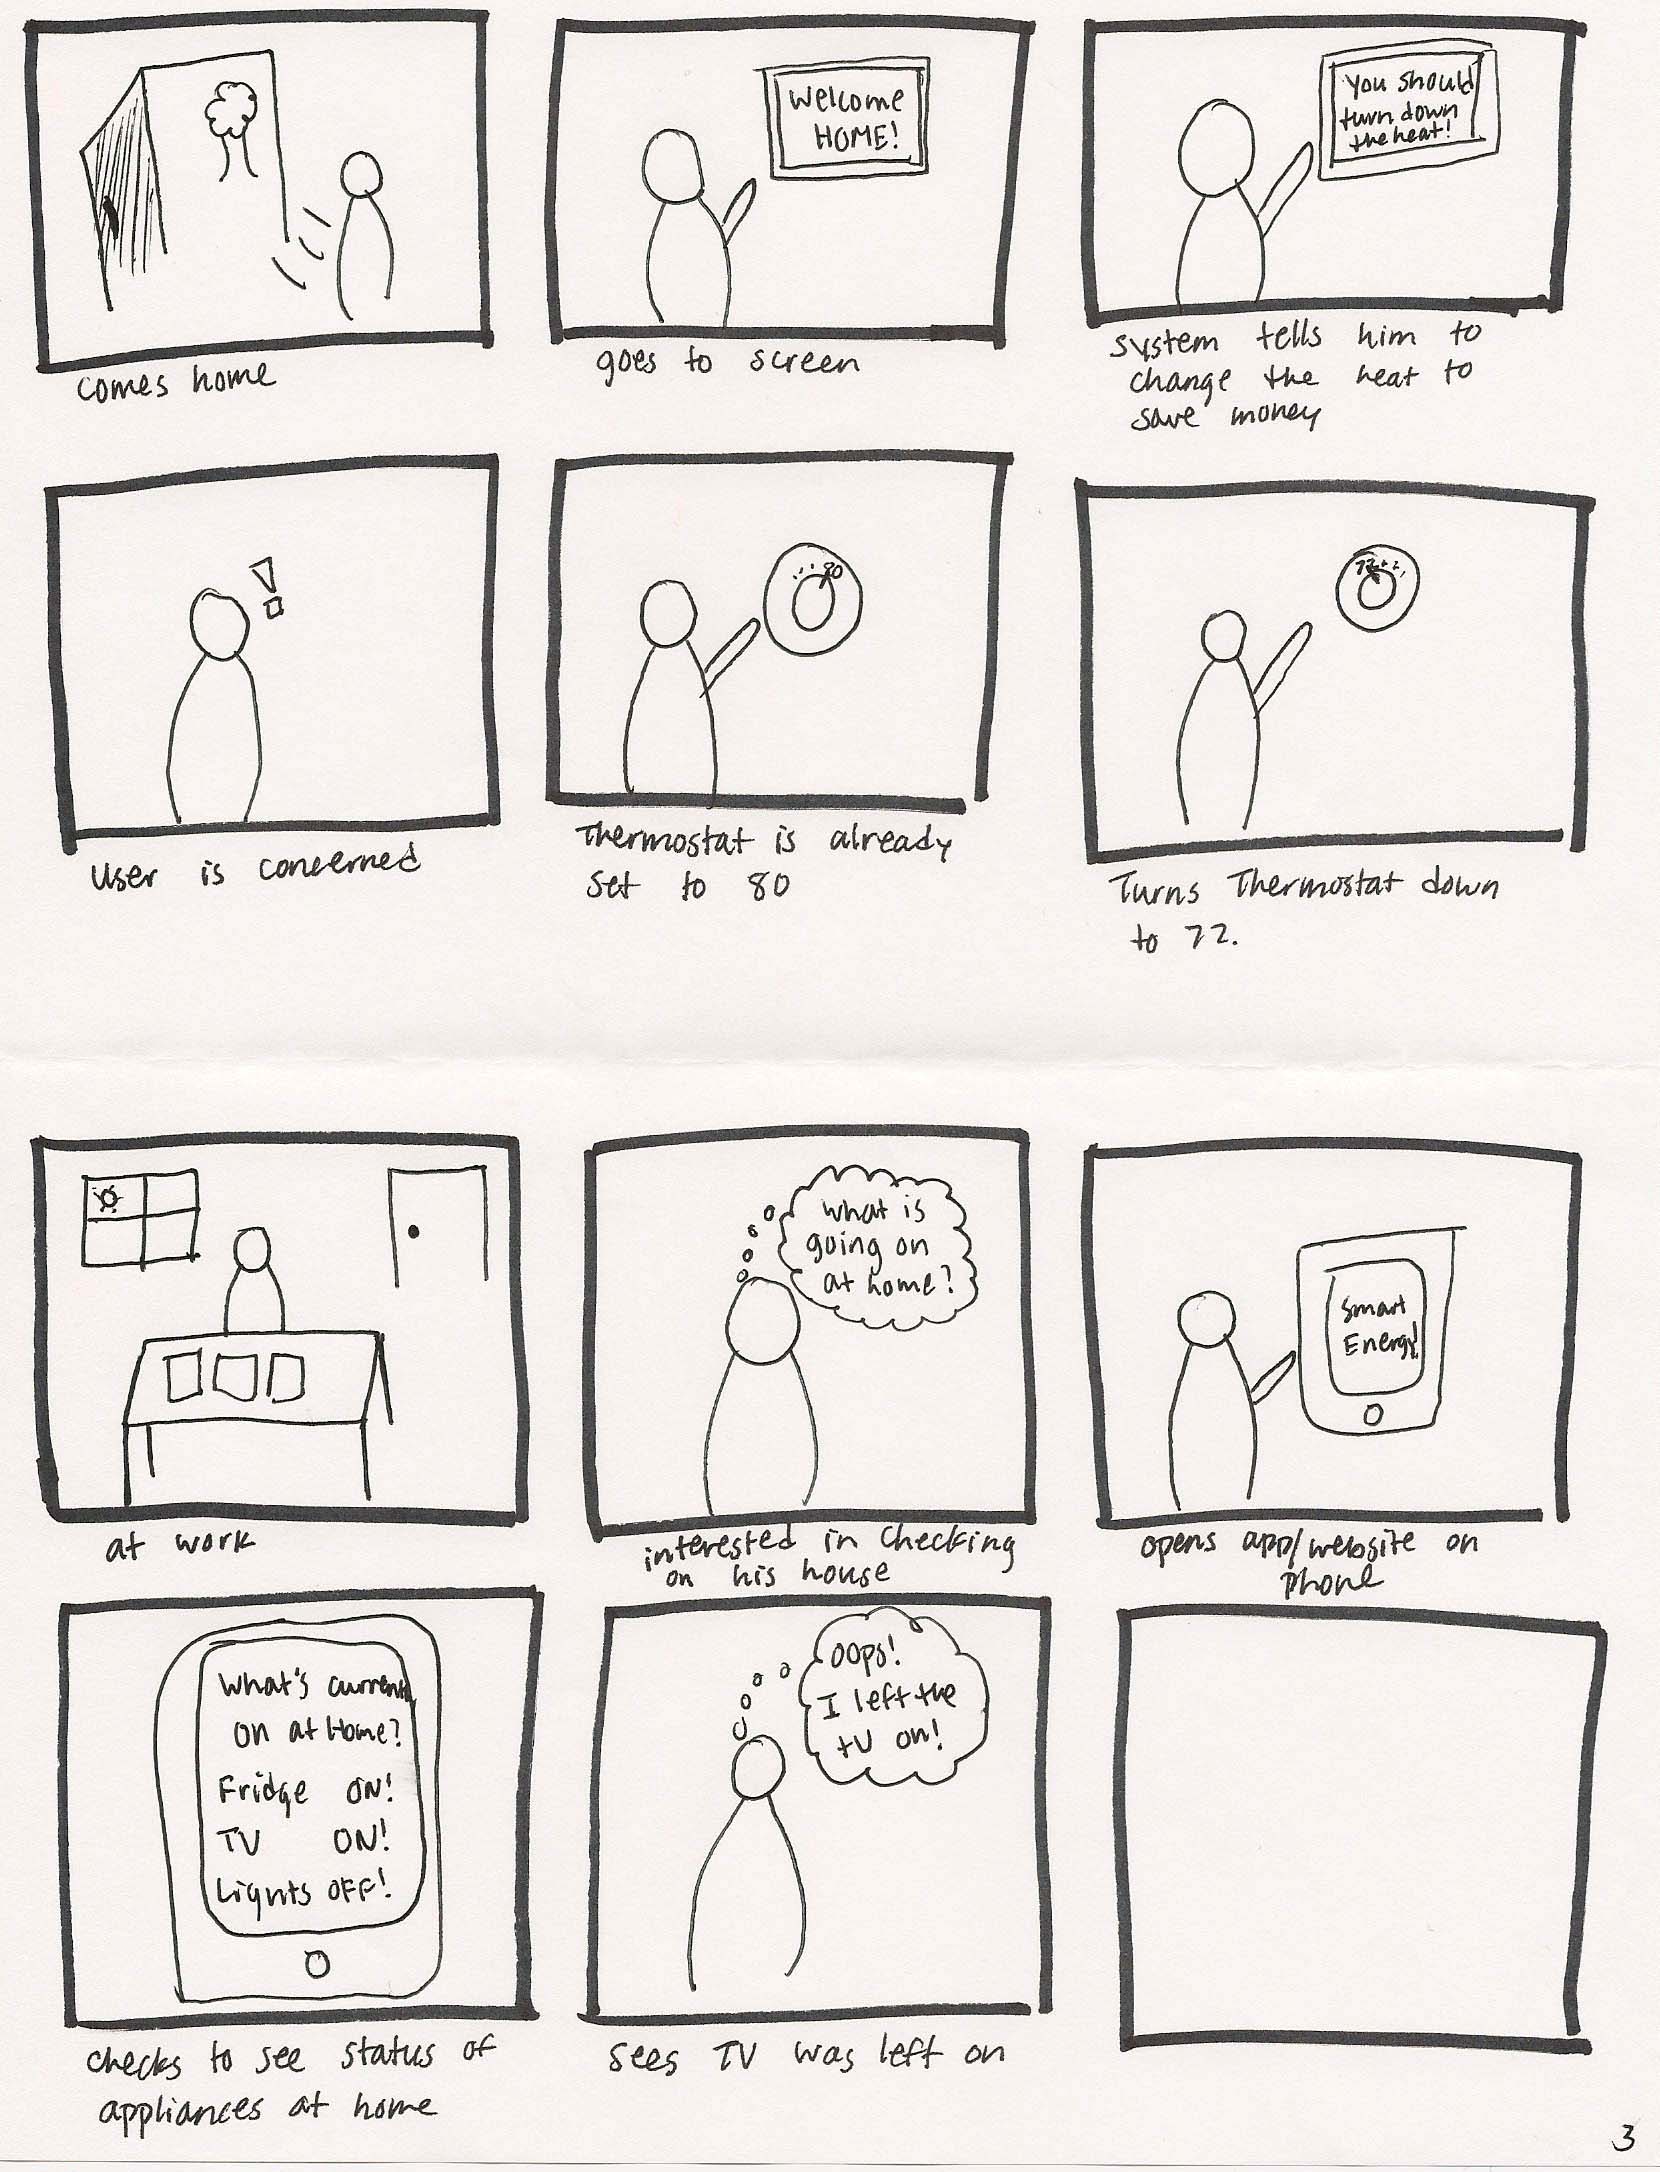 Welcome
HOME!
You should
turn down
the heat!
comes home
goes to screen
system tells him to
change the heat to
save money
!
80
72
user is concerned
Thermostat is already
set to 80
Turns Thermostat down
to 72.
what is
going on
at home?
Smart
Energy!
at work
interested in checking
on his house
opens app/website on
phone
What's current
on at Home?
Fridge ON!
TV ON!
Lights OFF!
oops!
I left the
tv on!
checks to see status of
appliances at home
sees TV was left on
3